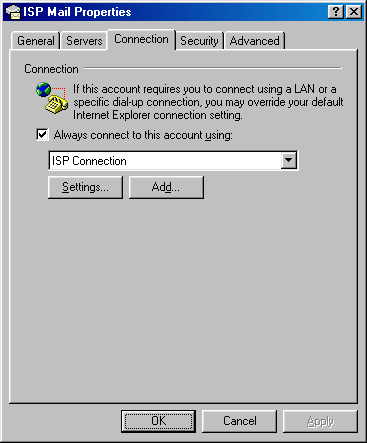 ISP Mail Properties
General Servers Connection Security Advanced
Connection
If this account requires you to connect using a LAN or a
specific dial-up connection, you may override your default
Internet Explorer connection setting.
Always connect to this account using:
ISP Connection
Settings... Add...
OK Cancel Apply